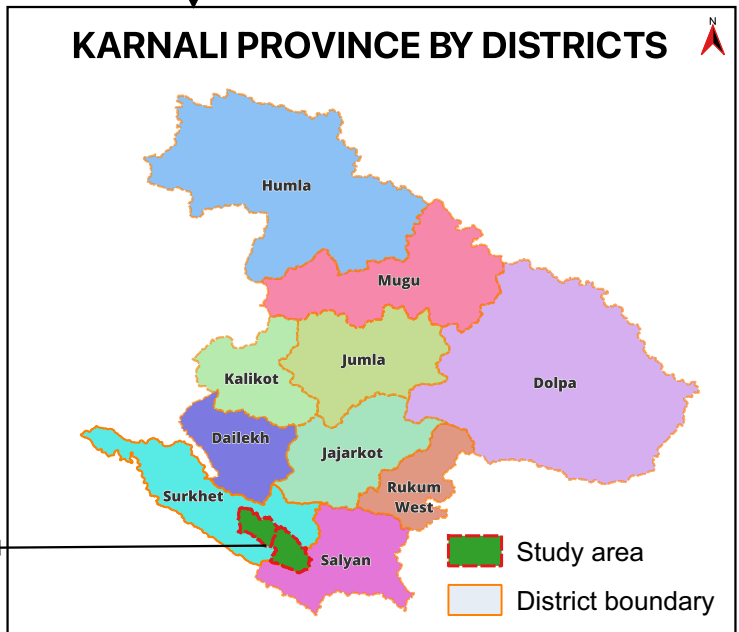 N
KARNALI PROVINCE BY DISTRICTS
Humla
Mugu
Jumla
Kalikot
Dolpa
Dailekh
Jajarkot
Rukum
West
Surkhet
Salyan
Study area
District boundary